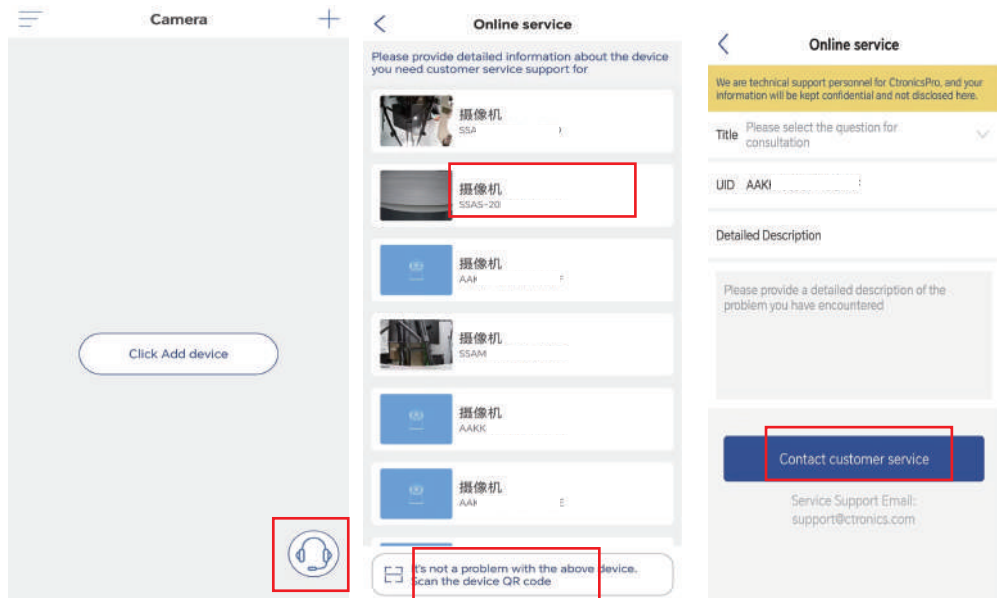 Camera
Click Add device
Online service
Please provide detailed information about the device
you need customer service support for
摄像机
SSA
摄像机
SSAS-20
摄像机
摄像机
SSAM
摄像机
AAKK
摄像机
It's not a problem with the above device.
Scan the device QR code
Online service
We are technical support personnel for CtronicsPro, and your
information will be kept confidential and not disclosed here.
Title Please select the question for
consultation
UID
Detailed Description
Please provide a detailed description of the
problem you have encountered
Contact customer service
Service Support Email:
support@ctronics.com